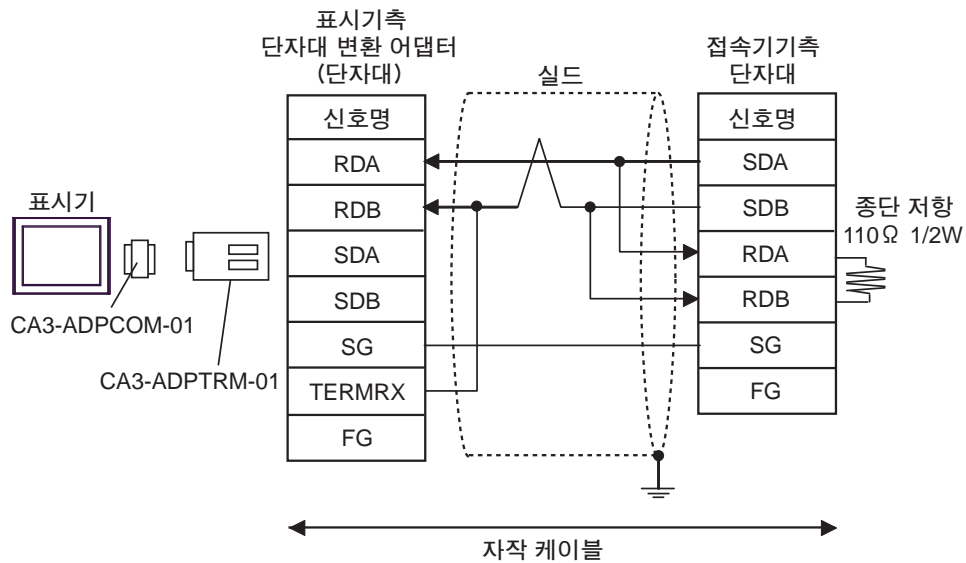 표시기측
단자대 변환 어댑터
(단자대)
실드
접속기기측
단자대
신호명
RDA
RDB
SDA
SDB
SG
TERMRX
FG
신호명
SDA
SDB
RDA
RDB
SG
FG
종단 저항
110Ω 1/2W
표시기
CA3-ADPCOM-01
CA3-ADPTRM-01
자작 케이블